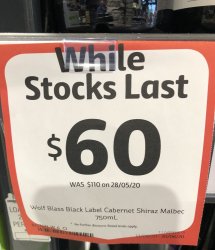 While
Stocks Last
$60
WAS $110 on 28/05/20
Wolf Blass Black Label Cabernet Shiraz Malbec
750mL